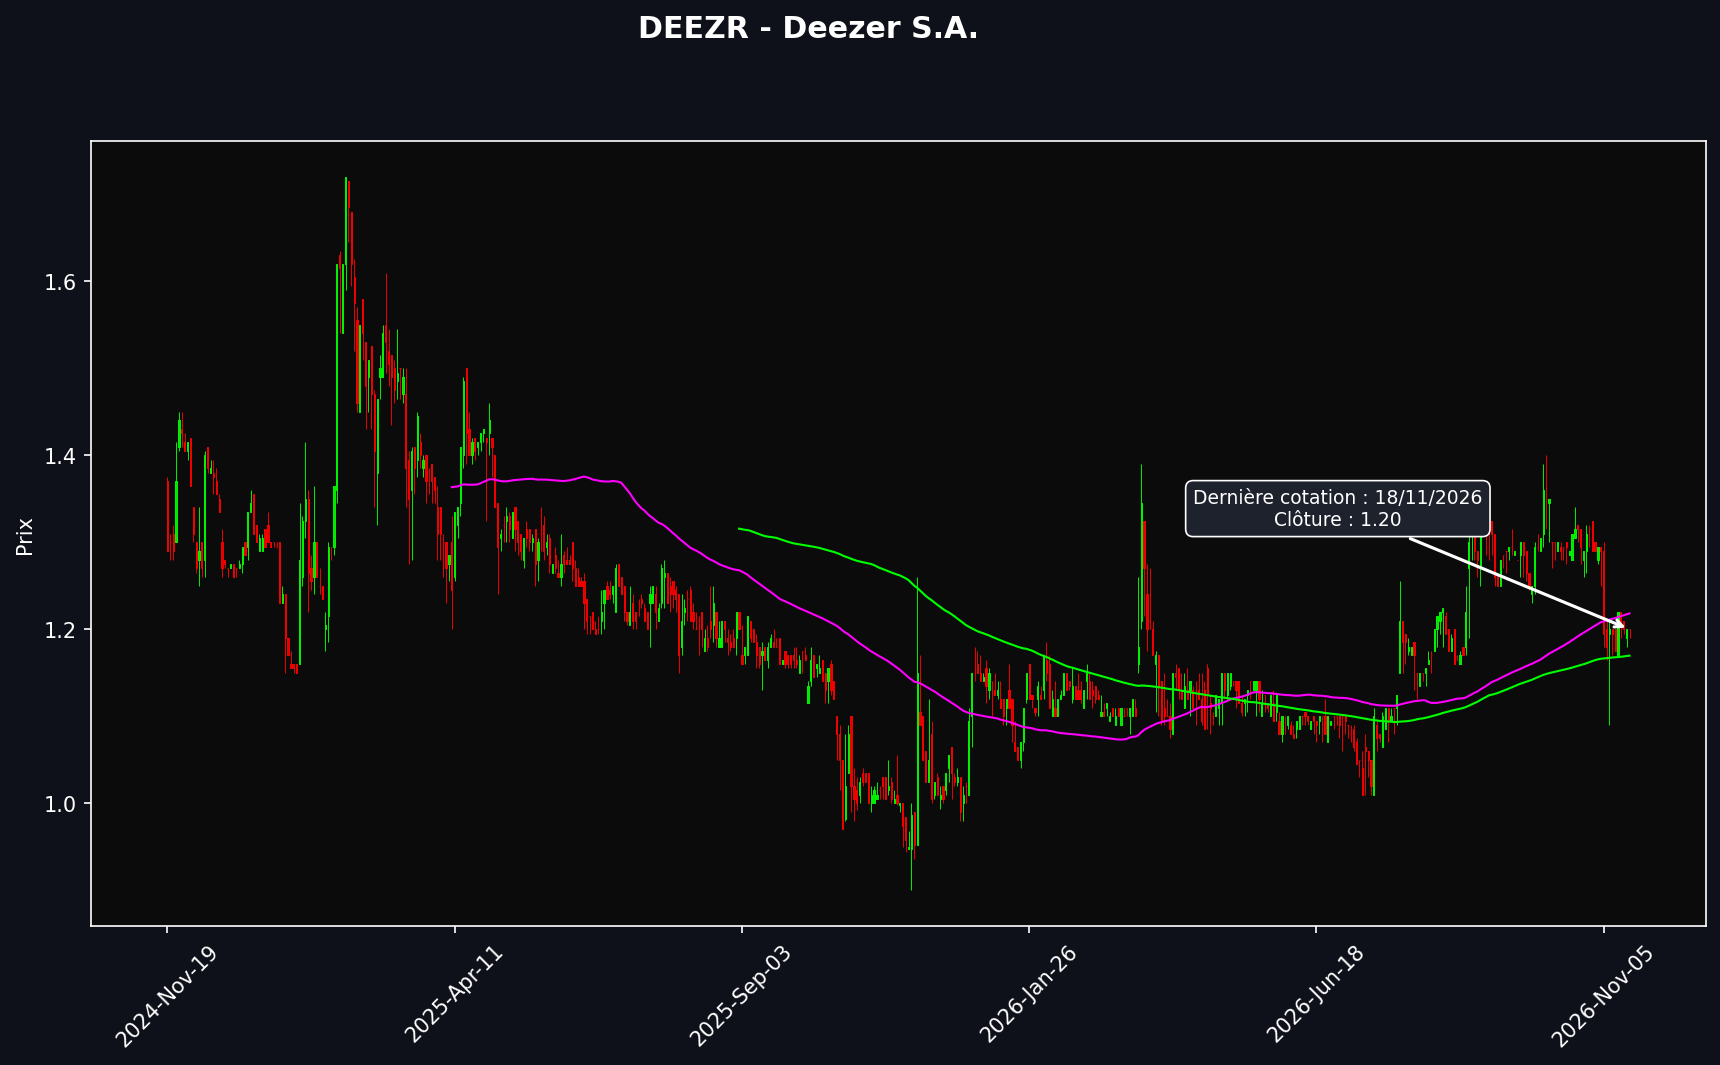 DEEZR - Deezer S.A.
Prix
1.6
1.4
1.2
1.0
Dernière cotation : 18/11/2026
Clôture : 1.20
2024-Nov-19
2025-Apr-11
2025-Sep-03
2026-Jan-26
2026-Jun-18
2026-Nov-05